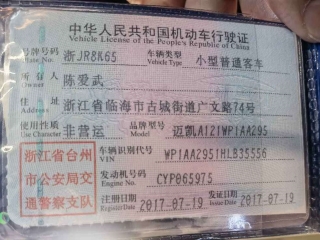 中华人民共和国机动车行驶证
Vehicle License of the People's Republic of China
号牌号码 浙JR8K65 车辆类型 小型普通客车
Plate No. Vehicle Type
所有人 陈爱武
Owner
住址 浙江省临海市古城街道广文路74号
Address
使用性质 非营运 品牌型号 迈凯AI2IWPIAA295
Use Character Model
浙江省台州市公安局交通警察支队
车辆识别代号 WPIAA295IHLB35556
VIN
发动机号码 CYP065975
Engine No.
注册日期 2017-07-19 发证日期 2017-07-19
Register Date Issue Date